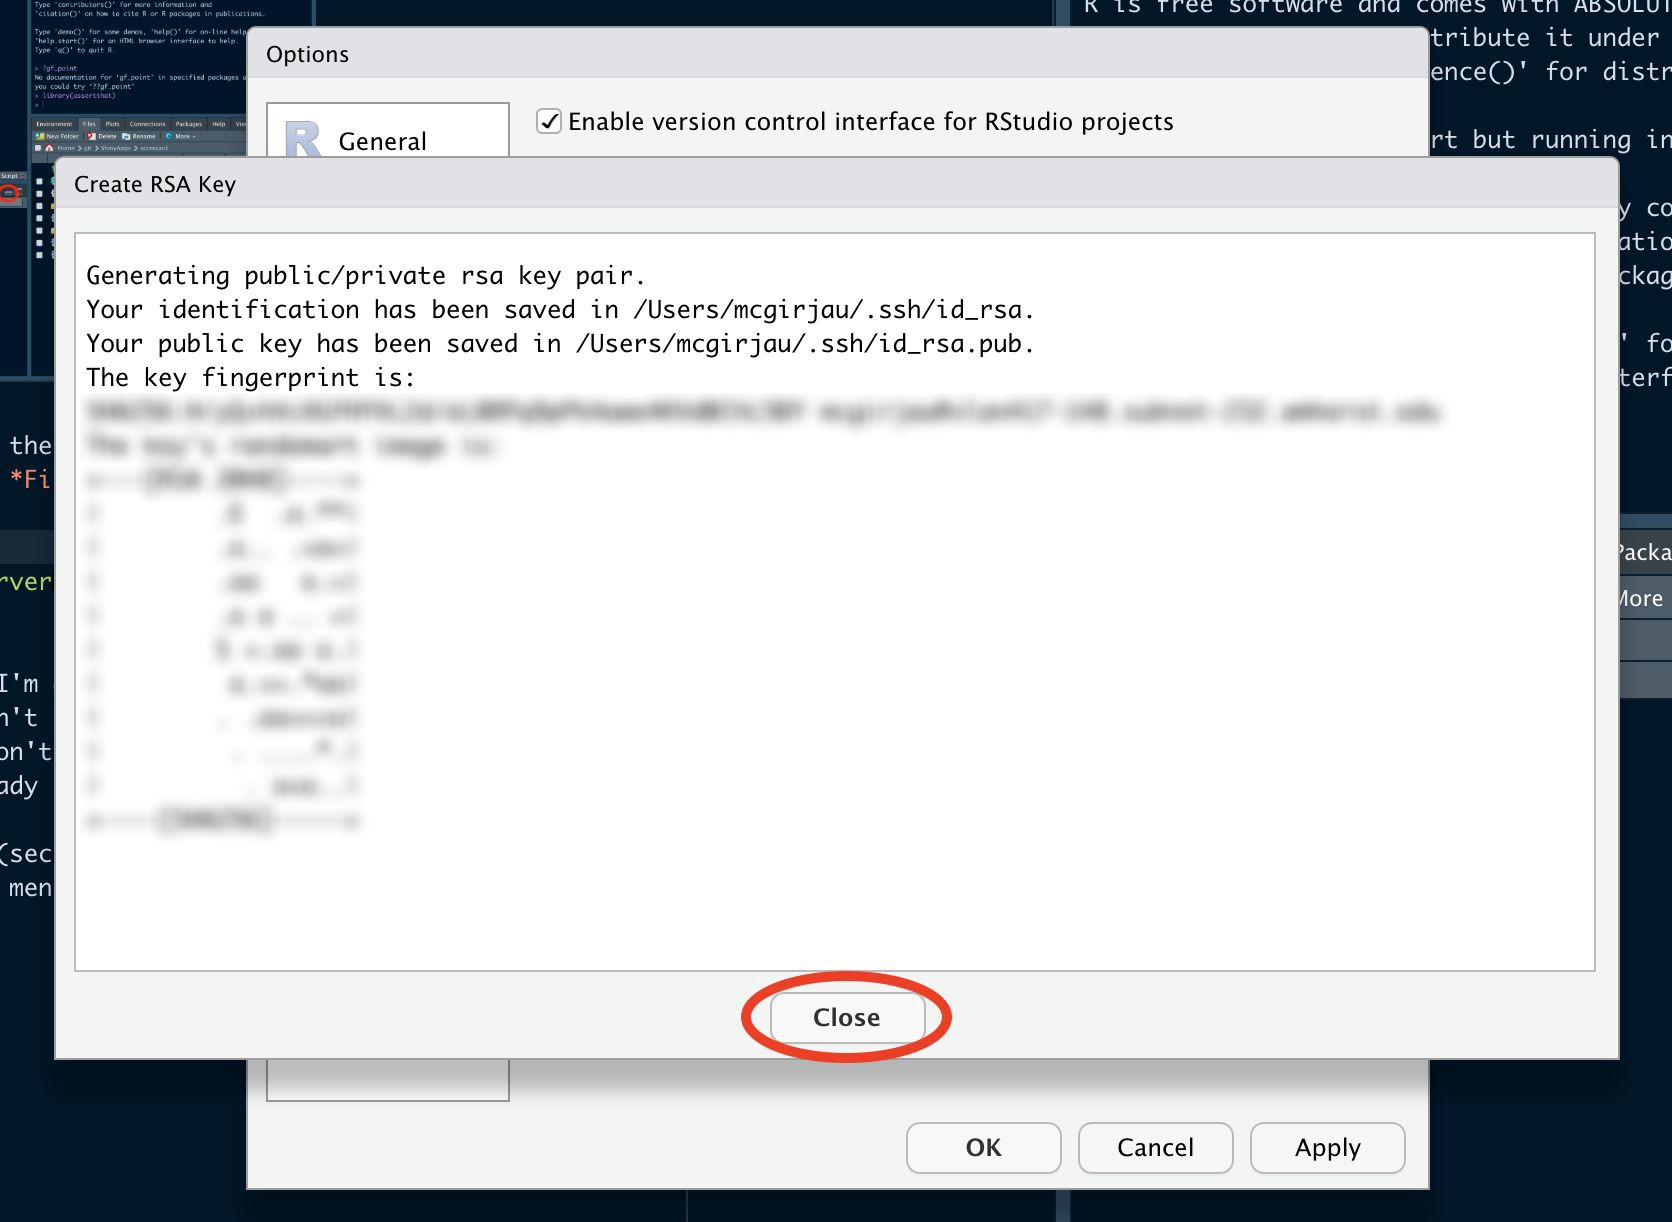 Type 'contributors()' for more information and
'citation()' on how to cite R or R packages in publications.
Type 'demo()' for some demos, 'help()' for on-line help
'help.start()' for an HTML browser interface to help.
Type 'q()' to quit R.
> ?gf_point
No documentation for 'gf_point' in specified packages
you could try '??gf_point'
> library(assertthat)
>
Environment Files Plots Connections Packages Help
New Folder Delete Rename More
Home > git > ShinyApps > scorecard
Script
R is free software and comes with ABSOLUT
tribute it under
ence()' for distr
rt but running in
y co
atio
ckag
' fo
terf
Options
General
Enable version control interface for RStudio projects
Create RSA Key
Generating public/private rsa key pair.
Your identification has been saved in /Users/mcgirjau/.ssh/id_rsa.
Your public key has been saved in /Users/mcgirjau/.ssh/id_rsa.pub.
The key fingerprint is:
the
*Fi
rver
I'm
n't
on't
ady
(sec
men
Packa
More
Close
OK Cancel Apply